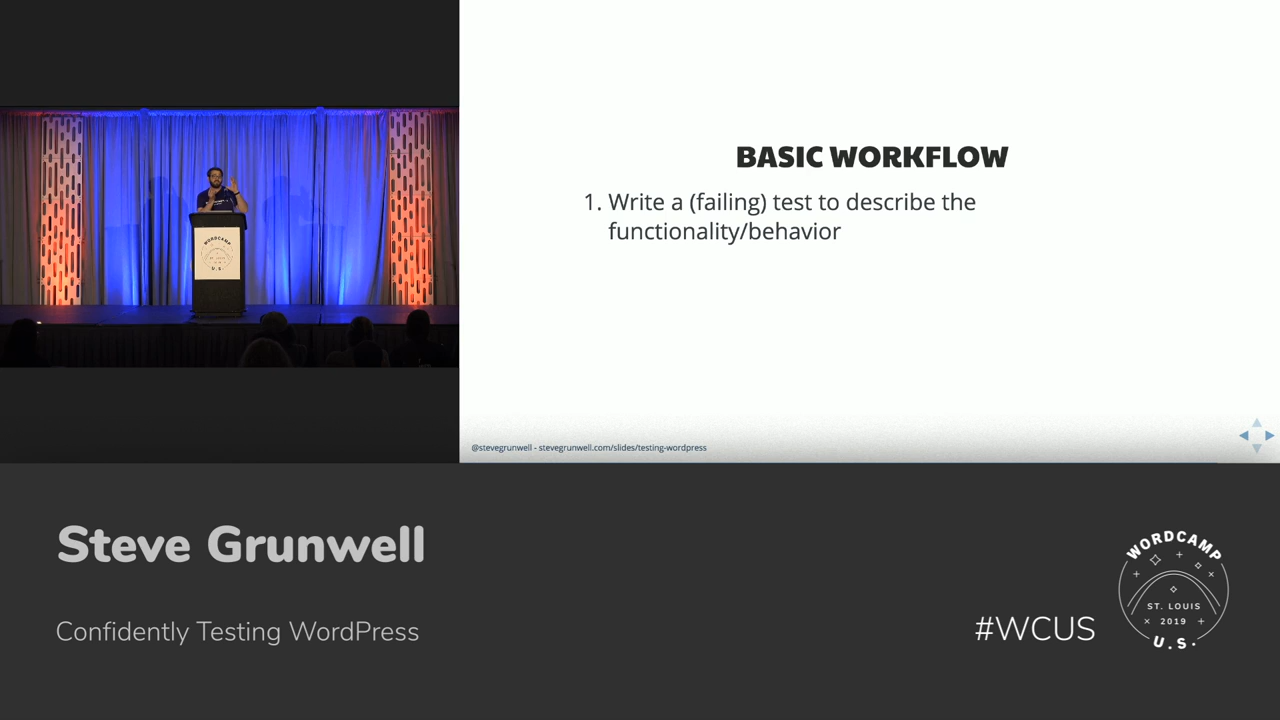 BASIC WORKFLOW
1. Write a (failing) test to describe the
functionality/behavior
@stevegrunwell - stevegrunwell.com/slides/testing-wordpress
WORDCAMP
U.S.
Steve Grunwell
Confidently Testing WordPress
#WCUS
WORDCAMP
ST. LOUIS
2019
U.S.